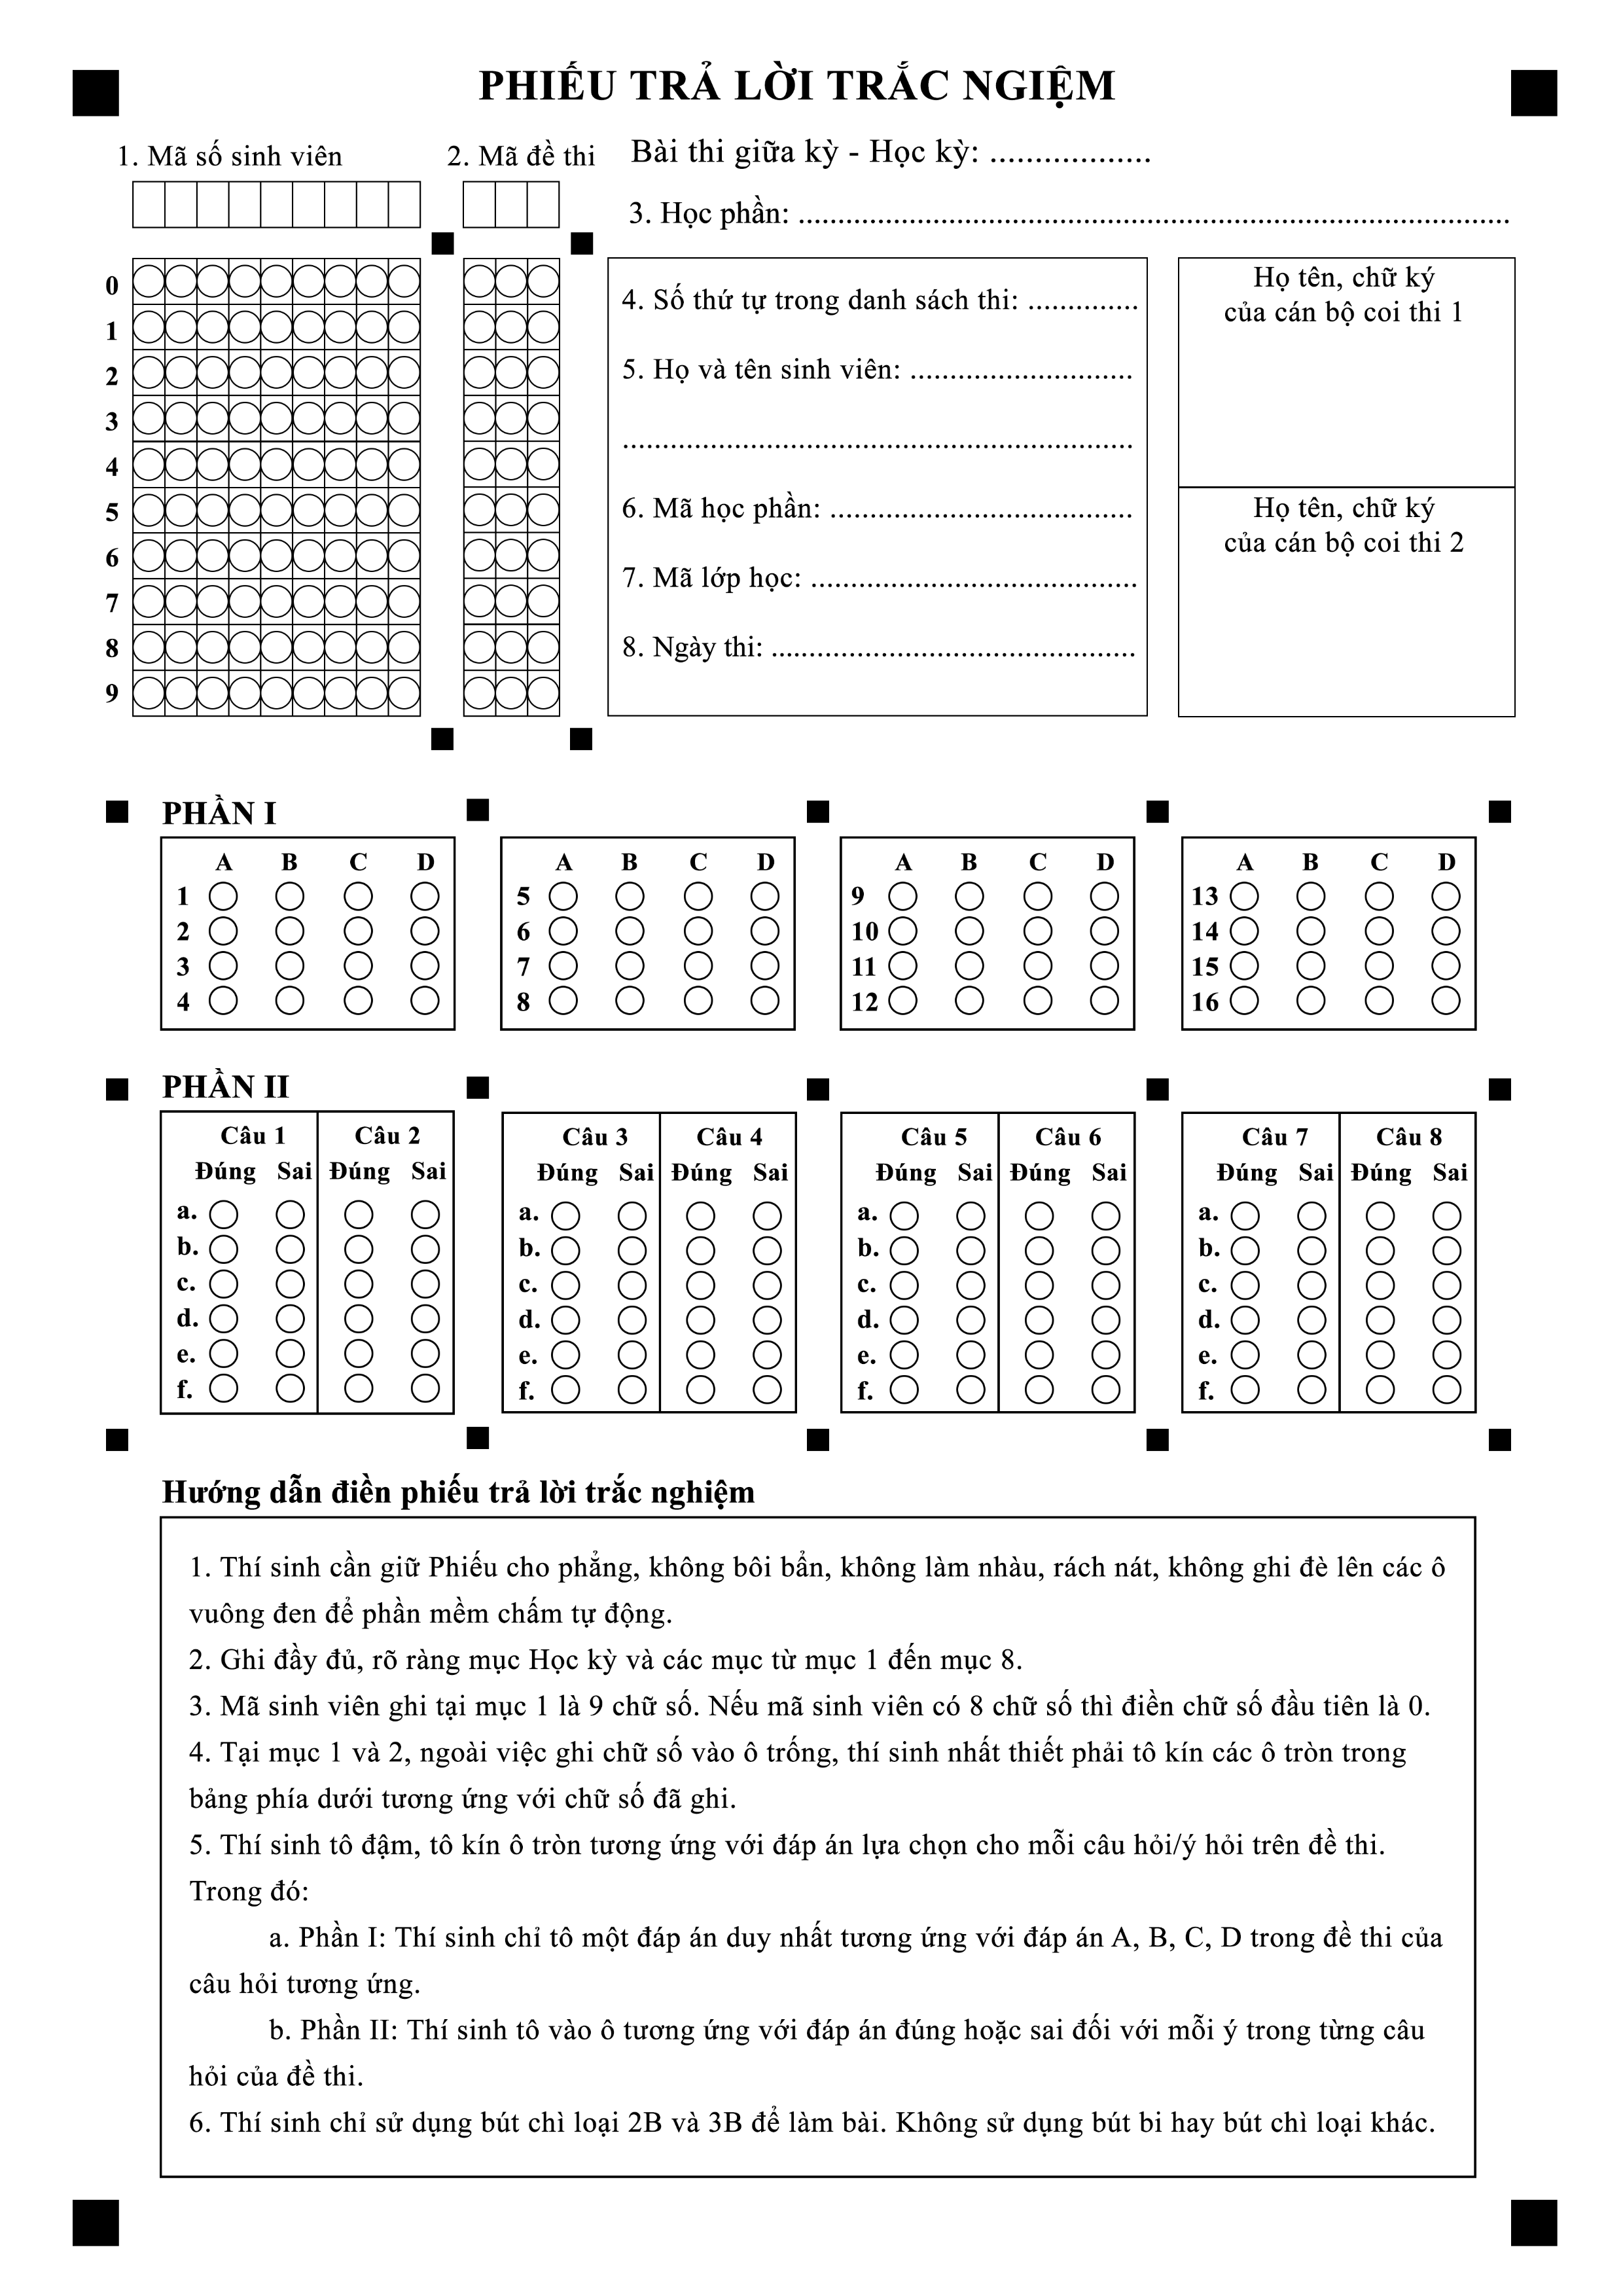 PHIẾU TRẢ LỜI TRẮC NGIỆM
1. Mã số sinh viên
2. Mã đề thi
Bài thi giữa kỳ - Học kỳ: ..................
3. Học phần: ..........................................................................................
0
1
2
3
4
5
6
7
8
9
4. Số thứ tự trong danh sách thi: ..............
5. Họ và tên sinh viên: ............................
.................................................................
6. Mã học phần: ......................................
7. Mã lớp học: .........................................
8. Ngày thi: ..............................................
Họ tên, chữ ký
của cán bộ coi thi 1
Họ tên, chữ ký
của cán bộ coi thi 2
PHẦN I
A B C D
1
2
3
4
A B C D
5
6
7
8
A B C D
9
10
11
12
A B C D
13
14
15
16
PHẦN II
Câu 1 Câu 2
Đúng Sai Đúng Sai
a.
b.
c.
d.
e.
f.
Câu 3 Câu 4
Đúng Sai Đúng Sai
a.
b.
c.
d.
e.
f.
Câu 5 Câu 6
Đúng Sai Đúng Sai
a.
b.
c.
d.
e.
f.
Câu 7 Câu 8
Đúng Sai Đúng Sai
a.
b.
c.
d.
e.
f.
Hướng dẫn điền phiếu trả lời trắc nghiệm
1. Thí sinh cần giữ Phiếu cho phẳng, không bôi bẩn, không làm nhàu, rách nát, không ghi đè lên các ô
vuông đen để phần mềm chấm tự động.
2. Ghi đầy đủ, rõ ràng mục Học kỳ và các mục từ mục 1 đến mục 8.
3. Mã sinh viên ghi tại mục 1 là 9 chữ số. Nếu mã sinh viên có 8 chữ số thì điền chữ số đầu tiên là 0.
4. Tại mục 1 và 2, ngoài việc ghi chữ số vào ô trống, thí sinh nhất thiết phải tô kín các ô tròn trong
bảng phía dưới tương ứng với chữ số đã ghi.
5. Thí sinh tô đậm, tô kín ô tròn tương ứng với đáp án lựa chọn cho mỗi câu hỏi/ý hỏi trên đề thi.
Trong đó:
a. Phần I: Thí sinh chỉ tô một đáp án duy nhất tương ứng với đáp án A, B, C, D trong đề thi của
câu hỏi tương ứng.
b. Phần II: Thí sinh tô vào ô tương ứng với đáp án đúng hoặc sai đối với mỗi ý trong từng câu
hỏi của đề thi.
6. Thí sinh chỉ sử dụng bút chì loại 2B và 3B để làm bài. Không sử dụng bút bi hay bút chì loại khác.